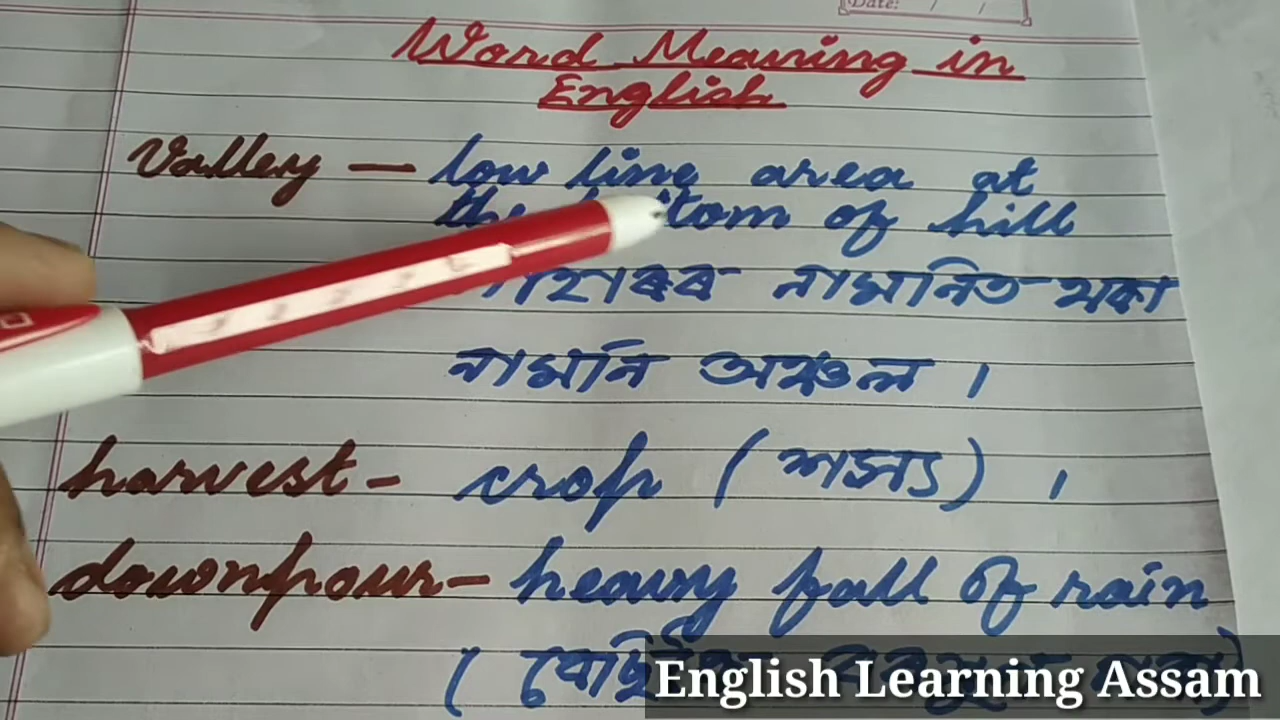 Date: / /
Word Meaning in
English
Valley — low line area at
the bottom of hill
নামনিত থকা
নামনি অঞ্চল ।
harvest - crop (শস্য) ।
downpour - heavy fall of rain
(
English Learning Assam